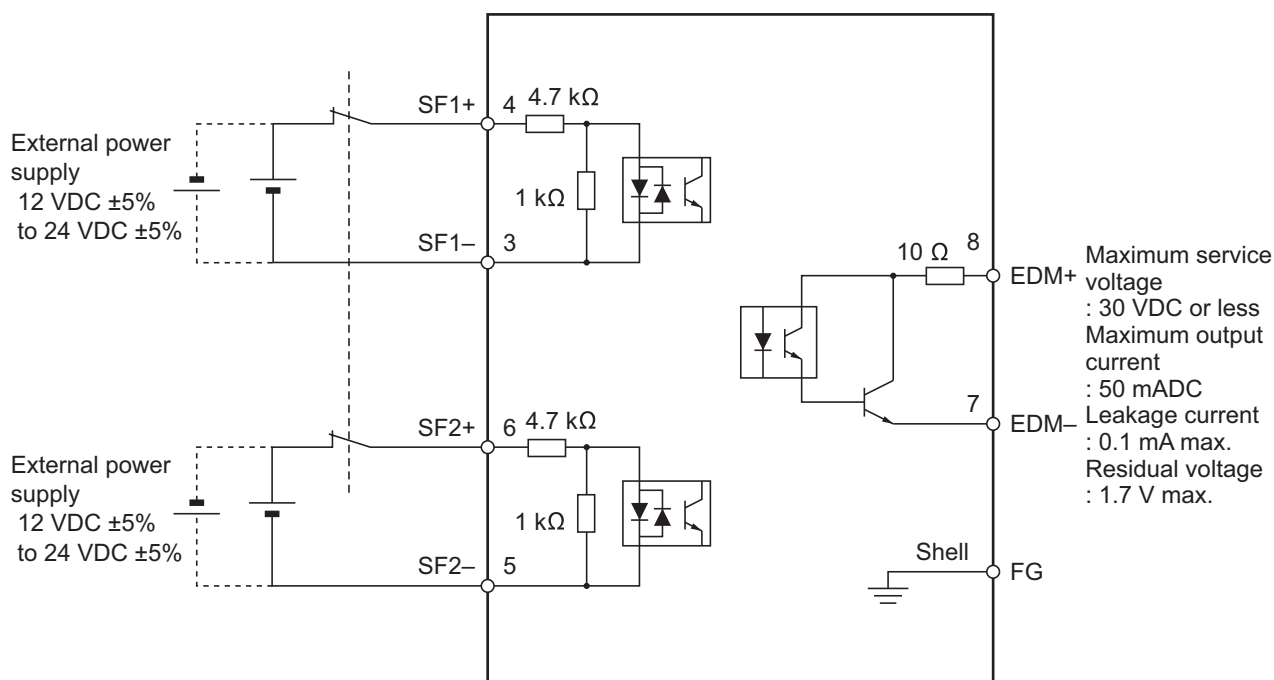 SF1+
4
4.7 kΩ
External power
supply
12 VDC ±5%
to 24 VDC ±5%
1 kΩ
SF1–
3
10 Ω
8
EDM+
Maximum service
voltage
: 30 VDC or less
Maximum output
current
: 50 mADC
Leakage current
: 0.1 mA max.
Residual voltage
: 1.7 V max.
7
EDM–
SF2+
6
4.7 kΩ
External power
supply
12 VDC ±5%
to 24 VDC ±5%
1 kΩ
SF2–
5
Shell
FG